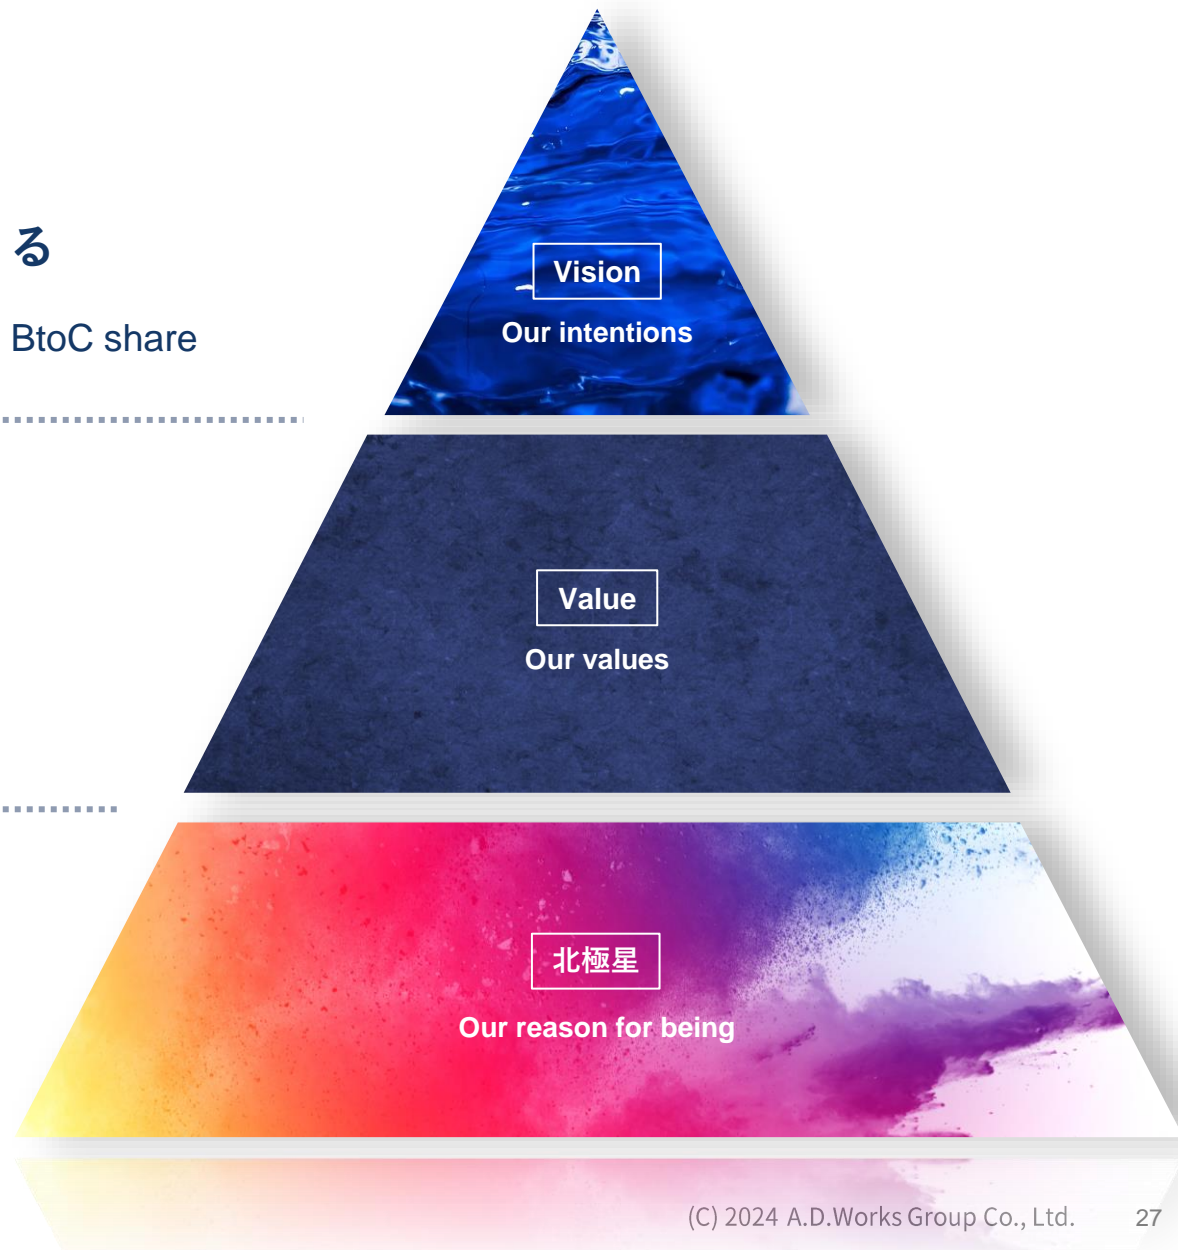 る
BtoC share
Vision
Our intentions
Value
Our values
北極星
Our reason for being
(C) 2024 A.D.Works Group Co., Ltd.
27